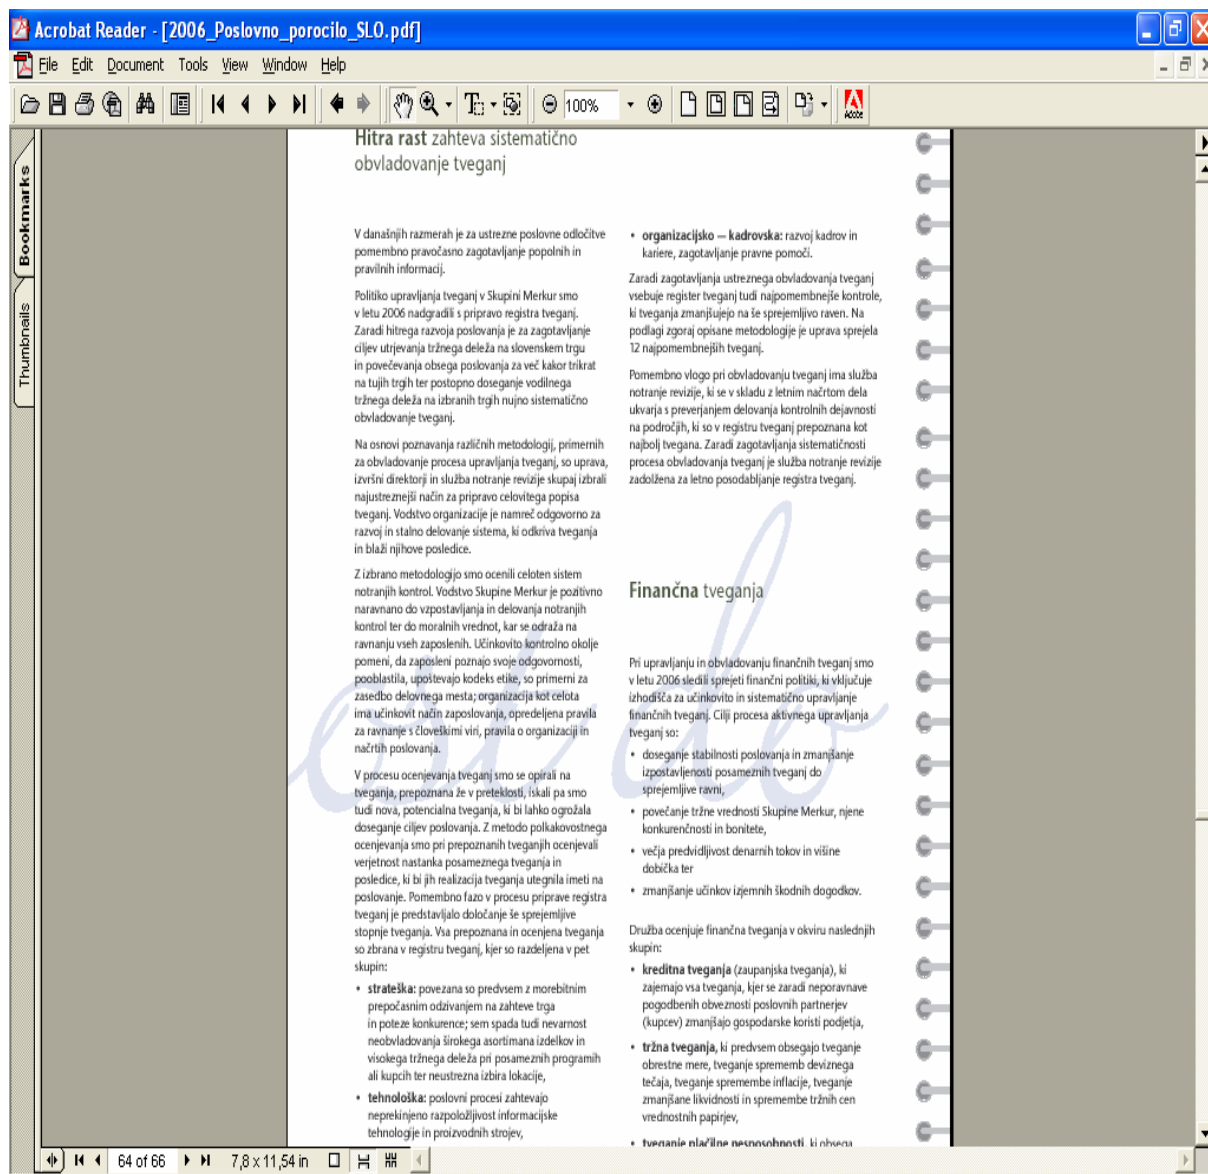 Acrobat Reader - [2006_Poslovno_porocilo_SLO.pdf]
File Edit Document Tools View Window Help
100%
Adobe
Bookmarks
Thumbnails
Hitra rast zahteva sistematično
obvladovanje tveganj
V današnjih razmerah je za ustrezne poslovne odločitve
pomembno pravočasno zagotavljanje popolnih in
pravilnih informacij.
Politiko upravljanja tveganj v Skupini Merkur smo
v letu 2006 nadgradili s pripravo registra tveganj.
Zaradi hitrega razvoja poslovanja je za zagotavljanje
ciljev utrjevanja tržnega deleža na slovenskem trgu
in povečevanja obsega poslovanja za več kakor trikrat
na tujih trgih ter postopno doseganje vodilnega
tržnega deleža na izbranih trgih nujno sistematično
obvladovanje tveganj.
Na osnovi poznavanja različnih metodologij, primernih
za obvladovanje procesa upravljanja tveganj, so uprava,
izvršni direktorji in služba notranje revizije skupaj izbrali
najustreznejši način za pripravo celovitega popisa
tveganj. Vodstvo organizacije je namreč odgovorno za
razvoj in stalno delovanje sistema, ki odkriva tveganja
in blaži njihove posledice.
Z izbrano metodologijo smo ocenili celoten sistem
notranjih kontrol. Vodstvo Skupine Merkur je pozitivno
naravnano do vzpostavljanja in delovanja notranjih
kontrol ter do moralnih vrednot, kar se odraža na
ravnanju vseh zaposlenih. Učinkovito kontrolno okolje
pomeni, da zaposleni poznajo svoje odgovornosti,
pooblastila, upoštevajo kodeks etike, so primerni za
zasedbo delovnega mesta; organizacija kot celota
ima učinkovit način zaposlovanja, opredeljena pravila
za ravnanje s človeškimi viri, pravila o organizaciji in
načrtih poslovanja.
V procesu ocenjevanja tveganj smo se opirali na
tveganja, prepoznana že v preteklosti, iskali pa smo
tudi nova, potencialna tveganja, ki bi lahko ogrožala
doseganje ciljev poslovanja. Z metodo polkakovostnega
ocenjevanja smo pri prepoznanih tveganjih ocenjevali
verjetnost nastanka posameznega tveganja in
posledice, ki bi jih realizacija tveganja utegnila imeti na
poslovanje. Pomembno fazo v procesu priprave registra
tveganj je predstavljalo določanje še sprejemljive
stopnje tveganja. Vsa prepoznana in ocenjena tveganja
so zbrana v registru tveganj, kjer so razdeljena v pet
skupin:
• strateška: povezana so predvsem z morebitnim
prepočasnim odzivanjem na zahteve trga
in poteze konkurence; sem spada tudi nevarnost
neobvladovanja širokega asortimana izdelkov in
visokega tržnega deleža pri posameznih programih
ali kupcih ter neustrezna izbira lokacije,
• tehnološka: poslovni procesi zahtevajo
neprekinjeno razpoložljivost informacijske
tehnologije in proizvodnih strojev,
• organizacijsko – kadrovska: razvoj kadrov in
kariere, zagotavljanje pravne pomoči.
Zaradi zagotavljanja ustreznega obvladovanja tveganj
vsebuje register tveganj tudi najpomembnejše kontrole,
ki tveganja zmanjšujejo na še sprejemljivo raven. Na
podlagi zgoraj opisane metodologije je uprava sprejela
12 najpomembnejših tveganj.
Pomembno vlogo pri obvladovanju tveganj ima služba
notranje revizije, ki se v skladu z letnim načrtom dela
ukvarja s preverjanjem delovanja kontrolnih dejavnosti
na področjih, ki so v registru tveganj prepoznana kot
najbolj tvegana. Zaradi zagotavljanja sistematičnosti
procesa obvladovanja tveganj je služba notranje revizije
zadolžena za letno posodabljanje registra tveganj.
Finančna tveganja
Pri upravljanju in obvladovanju finančnih tveganj smo
v letu 2006 sledili sprejeti finančni politiki, ki vključuje
izhodišča za učinkovito in sistematično upravljanje
finančnih tveganj. Cilji procesa aktivnega upravljanja
tveganj so:
• doseganje stabilnosti poslovanja in zmanjšanje
izpostavljenosti posameznih tveganj do
sprejemljive ravni,
• povečanje tržne vrednosti Skupine Merkur, njene
konkurenčnosti in bonitete,
• večja predvidljivost denarnih tokov in višine
dobička ter
• zmanjšanje učinkov izjemnih škodnih dogodkov.
Družba ocenjuje finančna tveganja v okviru naslednjih
skupin:
• kreditna tveganja (zaupanjska tveganja), ki
zajemajo vsa tveganja, kjer se zaradi neporavnave
pogodbenih obveznosti poslovnih partnerjev
(kupcev) zmanjšajo gospodarske koristi podjetja,
• tržna tveganja, ki predvsem obsegajo tveganje
obrestne mere, tveganje sprememb deviznega
tečaja, tveganje spremembe inflacije, tveganje
zmanjšane likvidnosti in spremembe tržnih cen
vrednostnih papirjev,
• tveganje plačilne nesposobnosti, ki obsega
ost do
64 of 66 7,8 x 11,54 in